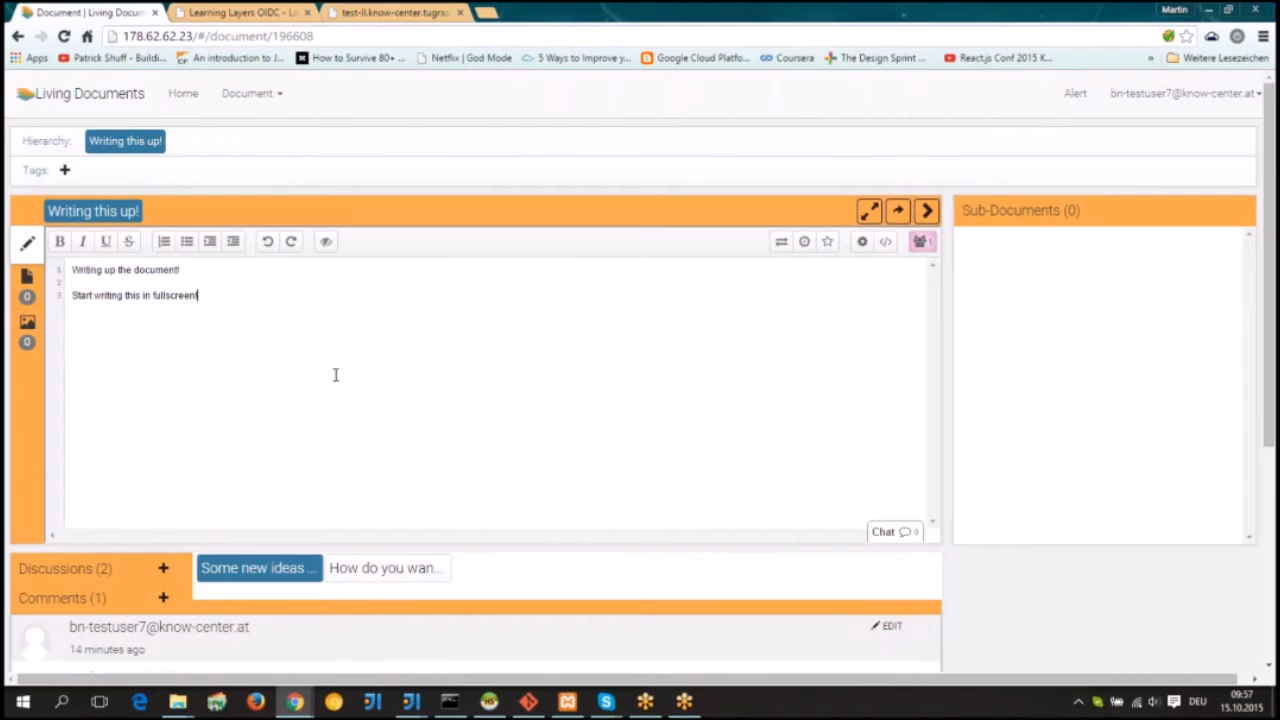 Document | Living Docum
Learning Layers OIDC - L
test-ll.know-center.tugraz
Martin
178.62.62.23/#/document/196608
Apps
Patrick Shuff - Buildi...
An introduction to J...
How to Survive 80+ ...
Netflix | God Mode
5 Ways to Improve y...
Google Cloud Platfo...
Coursera
The Design Sprint ...
React.js Conf 2015 K...
»
Weitere Lesezeichen
Living Documents
Home
Document
Alert
bn-testuser7@know-center.at
Hierarchy:
Writing this up!
Tags:
Writing this up!
Sub-Documents (0)
B I U S
1
1 Writing up the document!
2
3 Start writing this in fullscreen!
0
0
Chat 0
Discussions (2)
Some new ideas ...
How do you wan...
Comments (1)
bn-testuser7@know-center.at
EDIT
14 minutes ago
DEU
09:57
15.10.2015